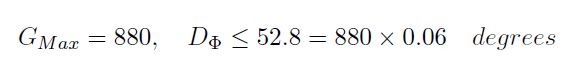 G_{Max} = 880, D_Φ ≤ 52.8 = 880 × 0.06 degrees